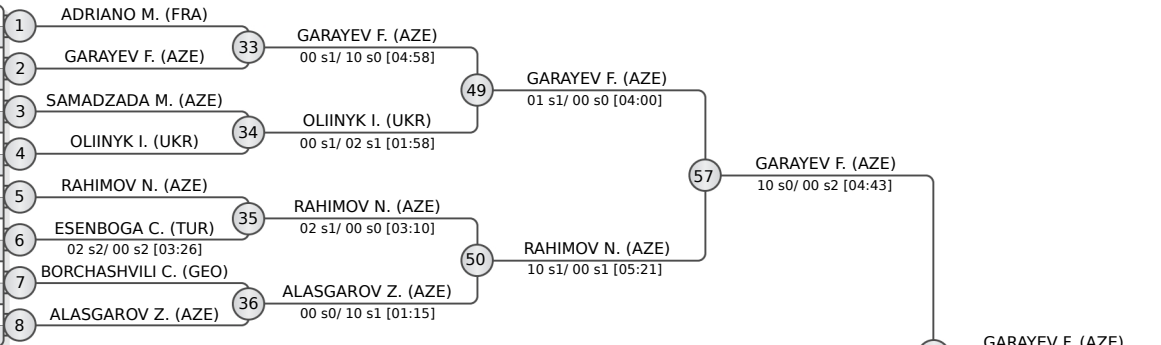 1 ADRIANO M. (FRA)
2 GARAYEV F. (AZE)
33 GARAYEV F. (AZE)
00 s1/ 10 s0 [04:58]
3 SAMADZADA M. (AZE)
4 OLIINYK I. (UKR)
34 OLIINYK I. (UKR)
00 s1/ 02 s1 [01:58]
49 GARAYEV F. (AZE)
01 s1/ 00 s0 [04:00]
5 RAHIMOV N. (AZE)
6 ESENBOGA C. (TUR)
02 s2/ 00 s2 [03:26]
35 RAHIMOV N. (AZE)
02 s1/ 00 s0 [03:10]
7 BORCHASHVILI C. (GEO)
8 ALASGAROV Z. (AZE)
36 ALASGAROV Z. (AZE)
00 s0/ 10 s1 [01:15]
50 RAHIMOV N. (AZE)
10 s1/ 00 s1 [05:21]
57 GARAYEV F. (AZE)
10 s0/ 00 s2 [04:43]
GARAYEV F. (AZE)